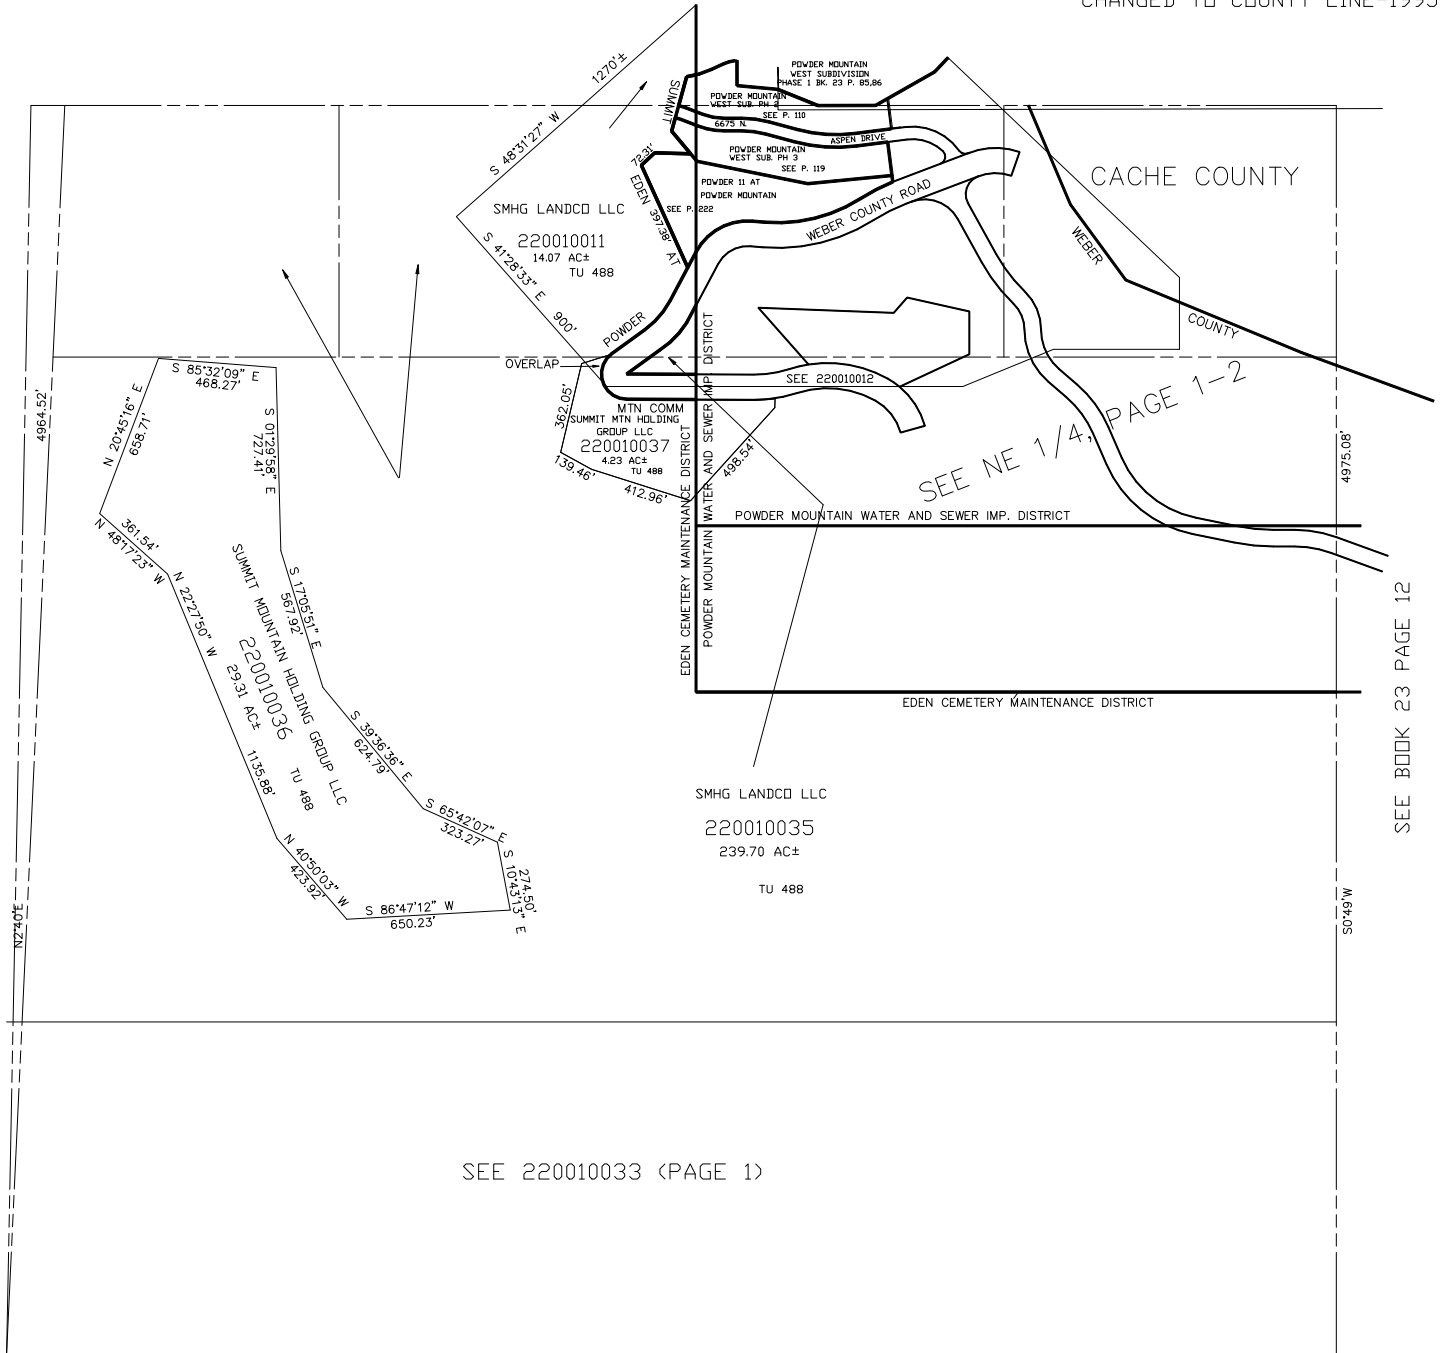 CHANGED TO COUNTY LINE-1995
1270'±
S 48°31'27" W
SUMMIT
POWDER MOUNTAIN
WEST SUBDIVISION
PHASE 1 BK. 23 P. 85,86
POWDER MOUNTAIN
WEST SUB. PH 2
SEE P. 110
6675 N.
ASPEN DRIVE
POWDER MOUNTAIN
WEST SUB. PH 3
SEE P. 119
72.31'
EDEN 397.38' AT
POWDER 11 AT
POWDER MOUNTAIN
SEE P. 222
CACHE COUNTY
WEBER
COUNTY
WEBER COUNTY ROAD
SMHG LANDCO LLC
220010011
14.07 AC±
TU 488
S 41°28'33" E
900'
POWDER
OVERLAP
SEE 220010012
362.05'
MTN COMM
SUMMIT MTN HOLDING
GROUP LLC
220010037
4.23 AC±
TU 488
139.46'
412.96'
498.54'
SEE NE 1/4, PAGE 1-2
4964.52'
4975.08'
S 85°32'09" E
468.27'
N 20°45'16" E
658.71'
S 01°29'58" E
727.41'
361.54'
N 48°17'23" W
S 17°05'51" E
567.92'
N 22°27'50" W
1135.88'
SUMMIT MOUNTAIN HOLDING GROUP LLC
220010036
29.31 AC±
TU 488
S 39°36'36" E
624.79'
S 65°42'07" E
323.27'
S 10°43'13" E
274.50'
N 40°50'03" W
423.92'
S 86°47'12" W
650.23'
EDEN CEMETERY MAINTENANCE DISTRICT
POWDER MOUNTAIN WATER AND SEWER IMP. DISTRICT
POWDER MOUNTAIN WATER AND SEWER IMP. DISTRICT
EDEN CEMETERY MAINTENANCE DISTRICT
SEE BOOK 23 PAGE 12
SMHG LANDCO LLC
220010035
239.70 AC±
TU 488
N2°40'E
S0°49'W
SEE 220010033 (PAGE 1)